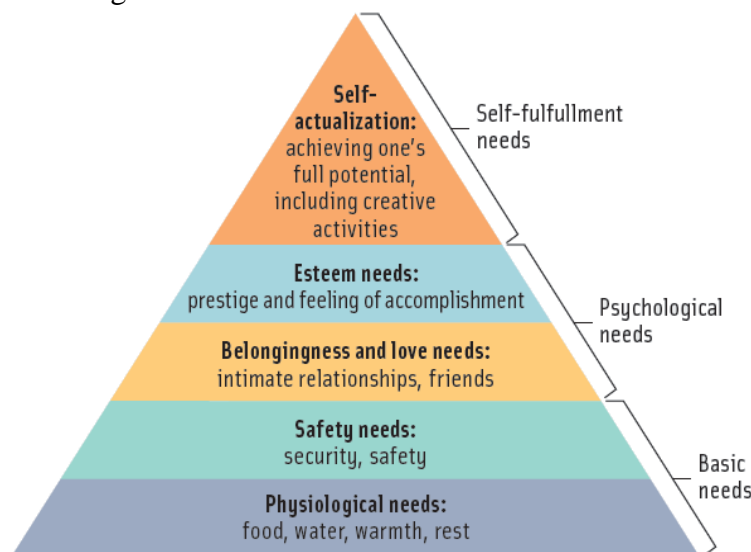 Self-
actualization:
achieving one's
full potential,
including creative
activities
Self-fulfullment
needs
Esteem needs:
prestige and feeling of accomplishment
Psychological
needs
Belongingness and love needs:
intimate relationships, friends
Safety needs:
security, safety
Basic
needs
Physiological needs:
food, water, warmth, rest